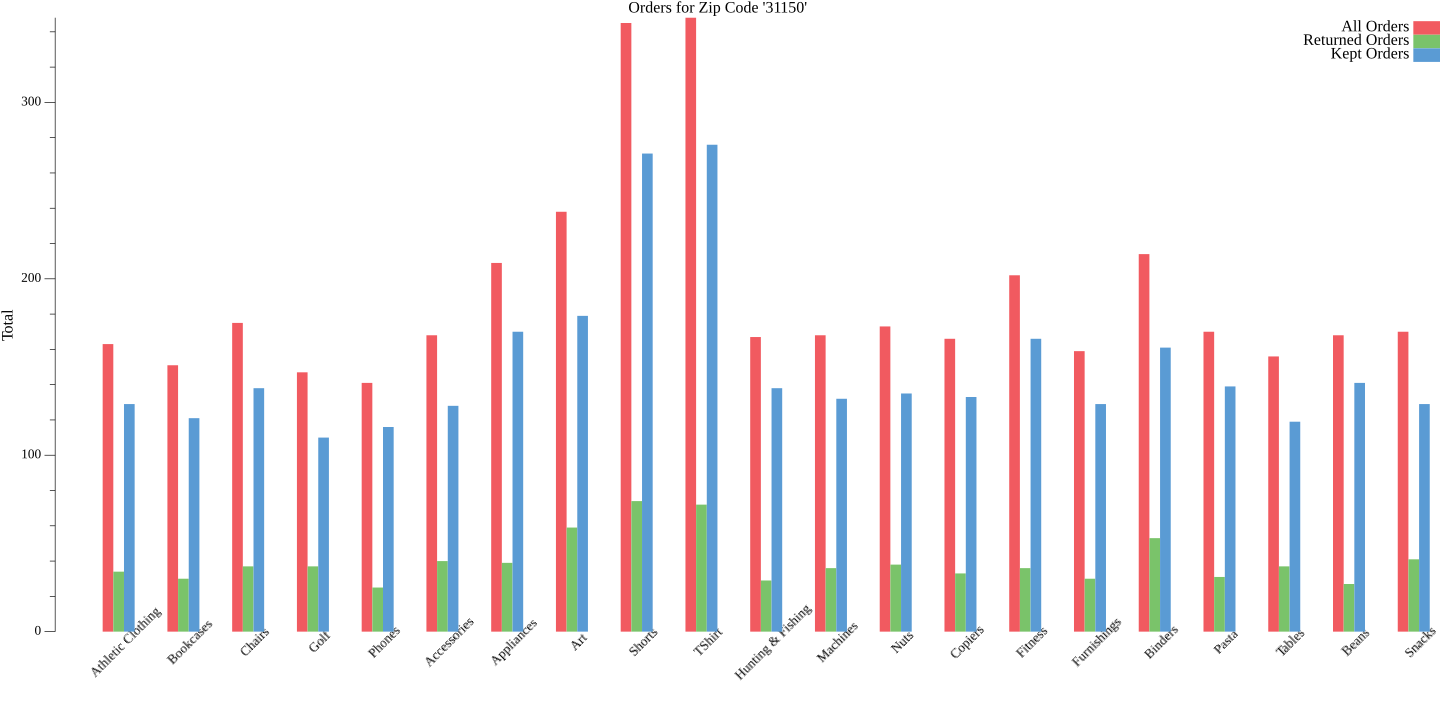 Orders for Zip Code '31150'
All Orders
Returned Orders
Kept Orders
Total
300
200
100
0
Athletic Clothing
Bookcases
Chairs
Golf
Phones
Accessories
Appliances
Art
Shorts
TShirt
Hunting & Fishing
Machines
Nuts
Copiers
Fitness
Furnishings
Binders
Pasta
Tables
Beans
Snacks